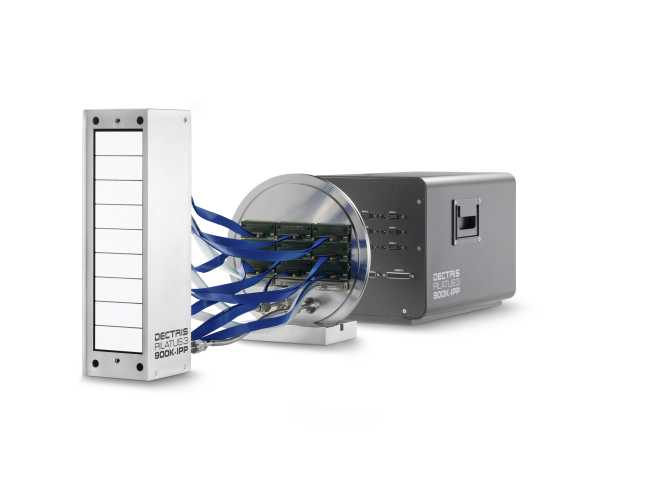 DECTRIS
PILATUS3
900K-IPP
DECTRIS
PILATUS3
900K-IPP